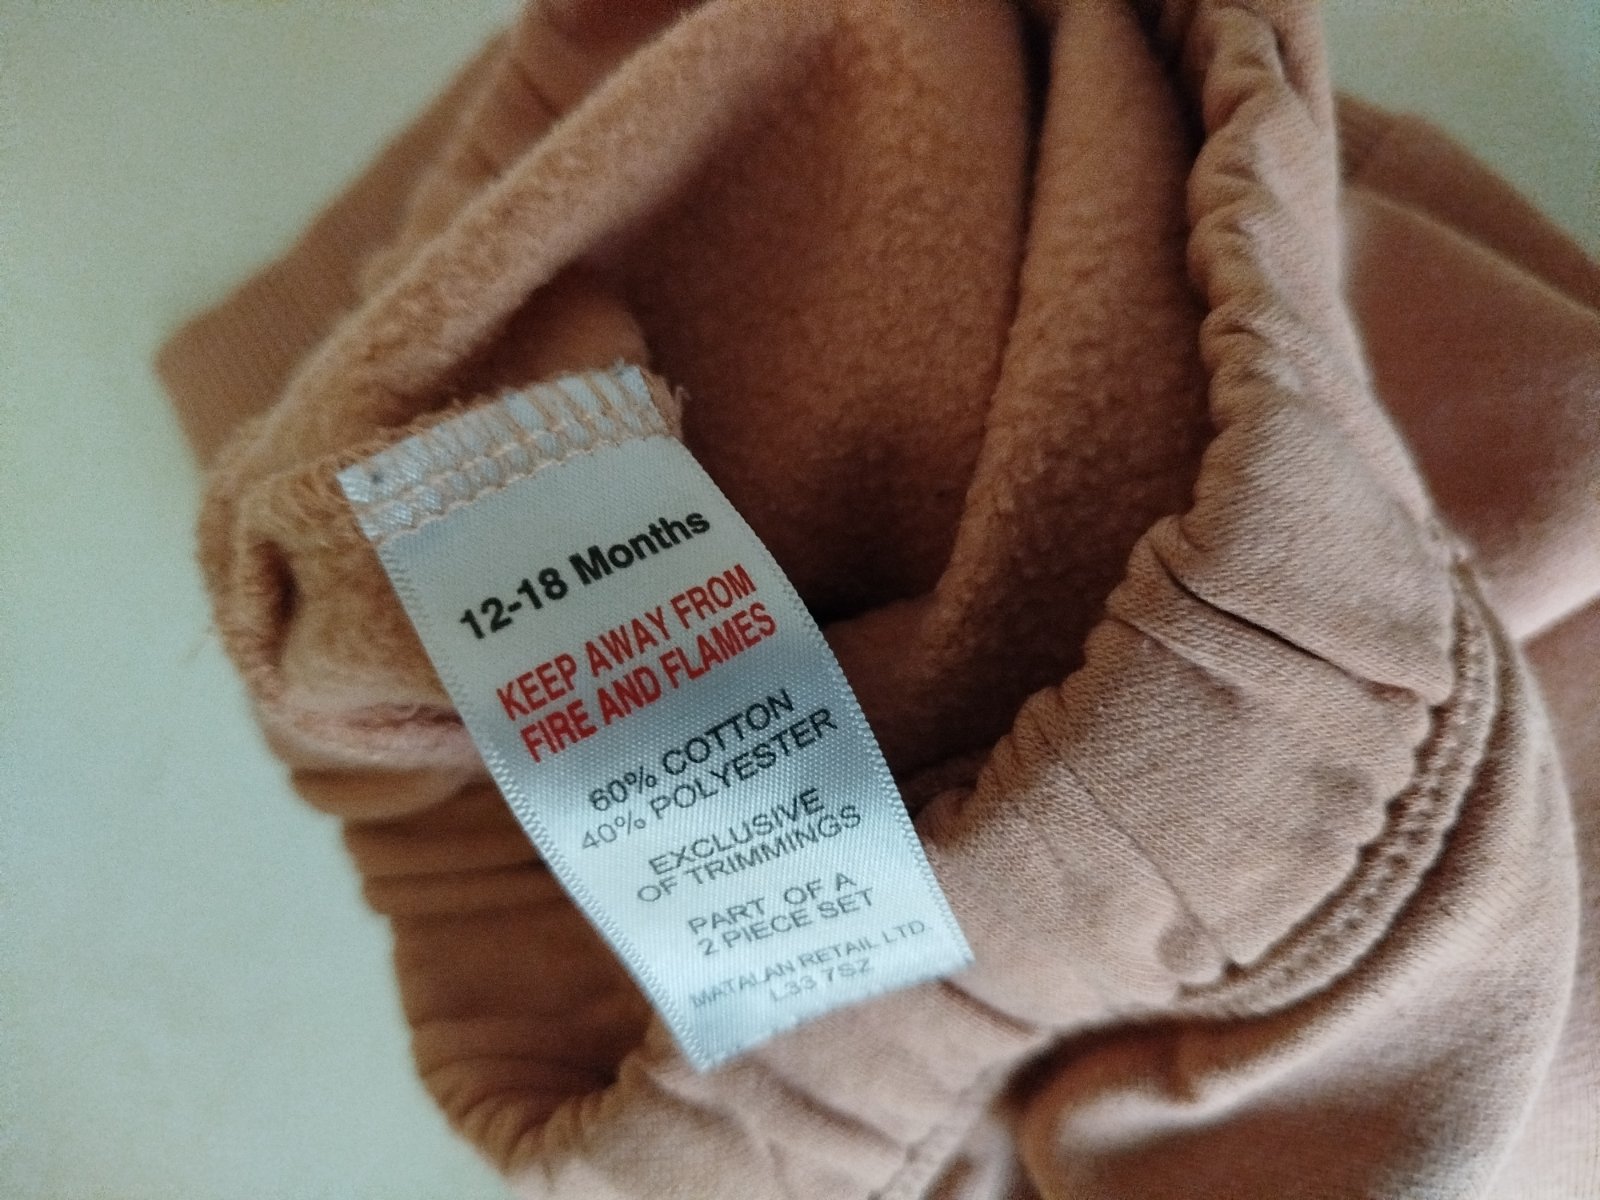 12-18 Months
KEEP AWAY FROM
FIRE AND FLAMES
60% COTTON
40% POLYESTER
EXCLUSIVE
OF TRIMMINGS
PART OF A
2 PIECE SET
MATALAN RETAIL LTD.
L33 7SZ